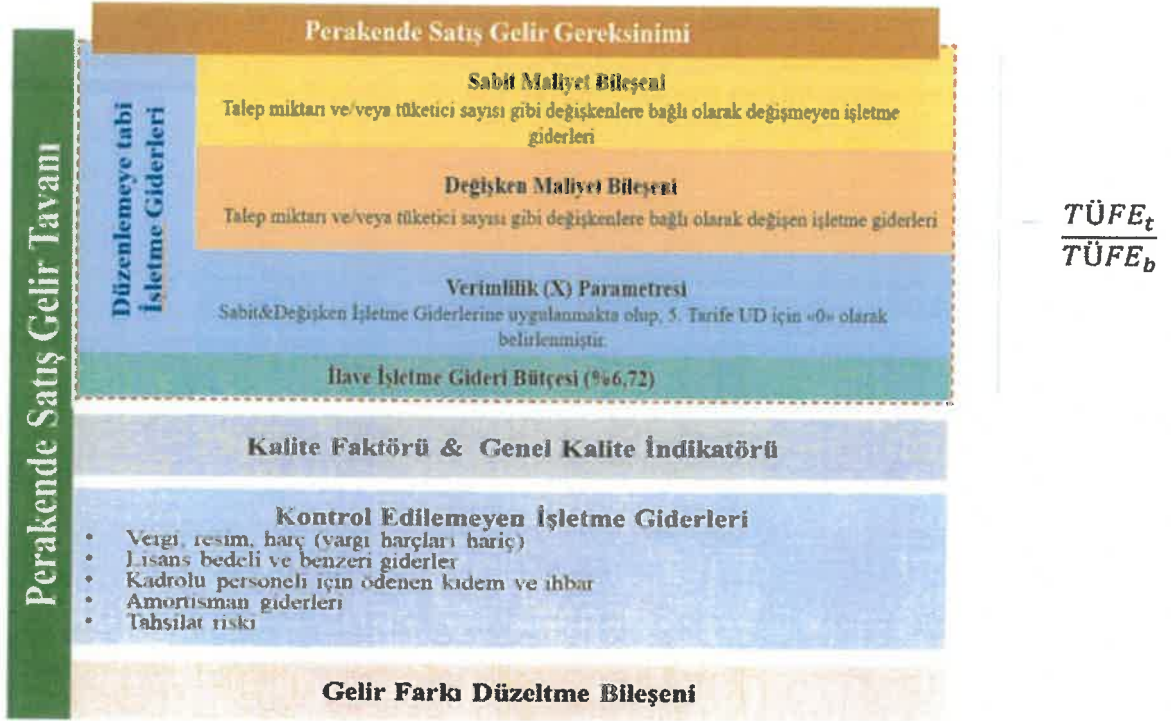 Perakende Satış Gelir Tavanı
Perakende Satış Gelir Gereksinimi
Düzenlemeye tabi
İşletme Giderleri
Sabit Maliyet Bileşeni
Talep miktarı ve/veya tüketici sayısı gibi değişkenlere bağlı olarak değişmeyen işletme
giderleri
Değişken Maliyet Bileşeni
Talep miktarı ve/veya tüketici sayısı gibi değişkenlere bağlı olarak değişen işletme giderleri
Verimlilik (X) Parametresi
Sabit&Değişken İşletme Giderlerine uygulanmakta olup, 5. Tarife UD için «0» olarak
belirlenmiştir.
İlave İşletme Gideri Bütçesi (%6,72)
TÜFE_t
TÜFE_b
Kalite Faktörü & Genel Kalite İndikatörü
Kontrol Edilemeyen İşletme Giderleri
• Vergi, resim, harç (yargı harçları hariç)
• Lisans bedeli ve benzeri giderler
• Kadrolu personeli için ödenen kıdem ve ihbar
• Amortisman giderleri
• Tahsilat riski
Gelir Farkı Düzeltme Bileşeni